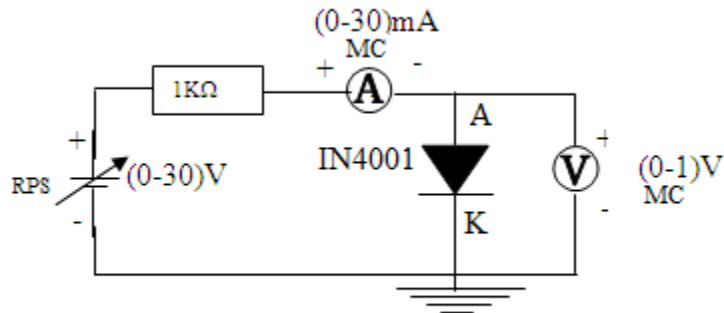 (0-30)mA
MC
+ -
1KΩ
A
A
+
IN4001
+
V
(0-30)V
(0-1)V
RPS
MC
-
K
-